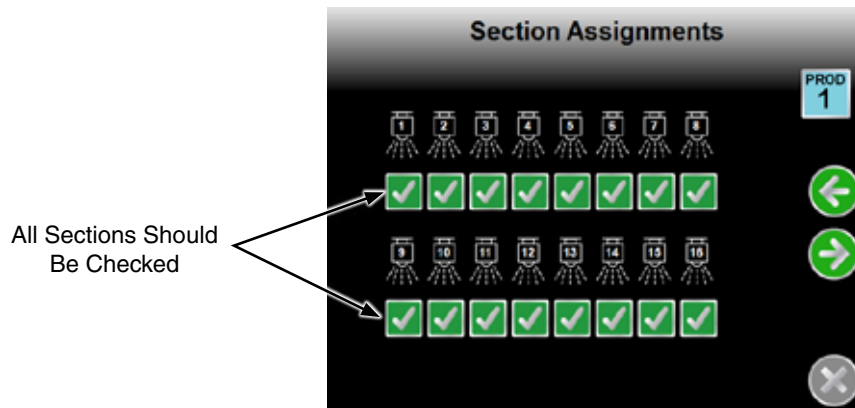 Section Assignments
PROD
1
1 2 3 4 5 6 7 8
All Sections Should
Be Checked
9 10 11 12 13 14 15 16